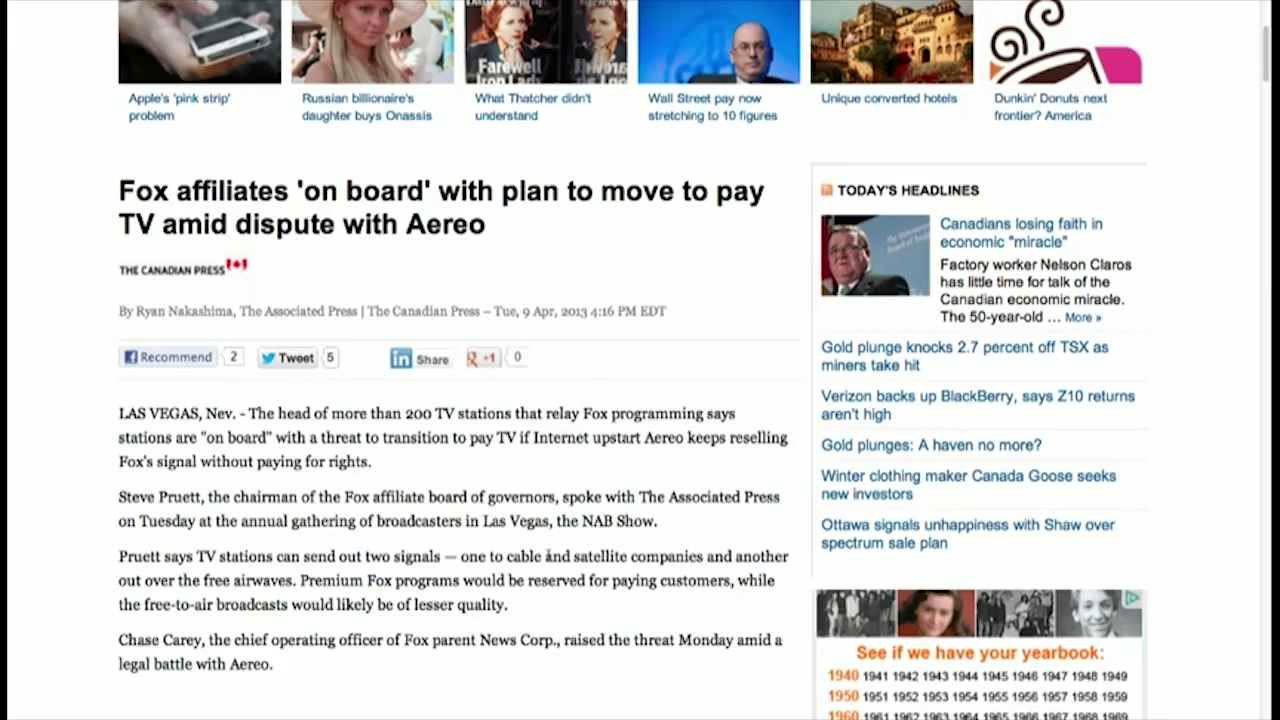 Farewell
Iron Lady
Apple's 'pink strip'
problem
Russian billionaire's
daughter buys Onassis
What Thatcher didn't
understand
Wall Street pay now
stretching to 10 figures
Unique converted hotels
Dunkin' Donuts next
frontier? America
Fox affiliates 'on board' with plan to move to pay
TV amid dispute with Aereo
THE CANADIAN PRESS
By Ryan Nakashima, The Associated Press | The Canadian Press – Tue, 9 Apr, 2013 4:16 PM EDT
Recommend 2 Tweet 5 in Share g +1 0
LAS VEGAS, Nev. - The head of more than 200 TV stations that relay Fox programming says
stations are "on board" with a threat to transition to pay TV if Internet upstart Aereo keeps reselling
Fox's signal without paying for rights.
Steve Pruett, the chairman of the Fox affiliate board of governors, spoke with The Associated Press
on Tuesday at the annual gathering of broadcasters in Las Vegas, the NAB Show.
Pruett says TV stations can send out two signals — one to cable and satellite companies and another
out over the free airwaves. Premium Fox programs would be reserved for paying customers, while
the free-to-air broadcasts would likely be of lesser quality.
Chase Carey, the chief operating officer of Fox parent News Corp., raised the threat Monday amid a
legal battle with Aereo.
TODAY'S HEADLINES
Canadians losing faith in
economic "miracle"
Factory worker Nelson Claros
has little time for talk of the
Canadian economic miracle.
The 50-year-old ... More »
Gold plunge knocks 2.7 percent off TSX as
miners take hit
Verizon backs up BlackBerry, says Z10 returns
aren't high
Gold plunges: A haven no more?
Winter clothing maker Canada Goose seeks
new investors
Ottawa signals unhappiness with Shaw over
spectrum sale plan
See if we have your yearbook:
1940 1941 1942 1943 1944 1945 1946 1947 1948 1949
1950 1951 1952 1953 1954 1955 1956 1957 1958 1959
1960 1961 1962 1963 1964 1965 1966 1967 1968 1969